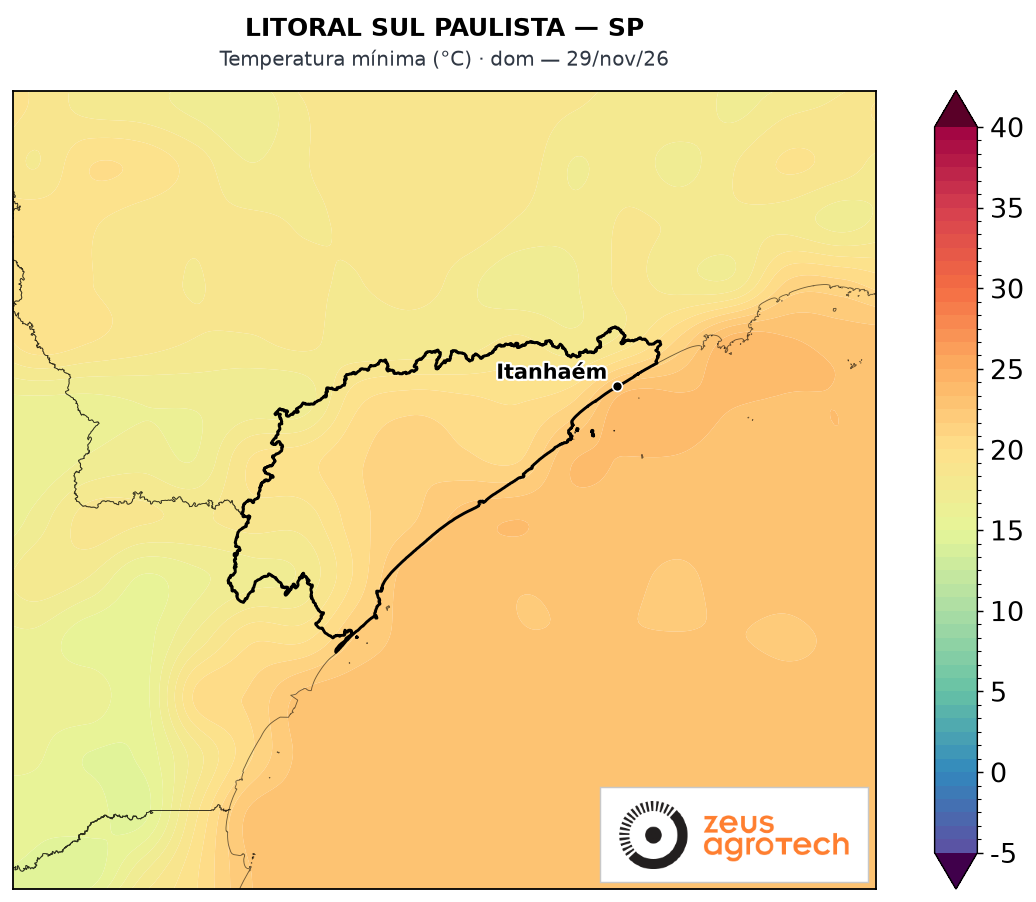 LITORAL SUL PAULISTA — SP
Temperatura mínima (°C) · dom — 29/nov/26
Itanhaém
40
35
30
25
20
15
10
5
0
-5
zeus
agrotech